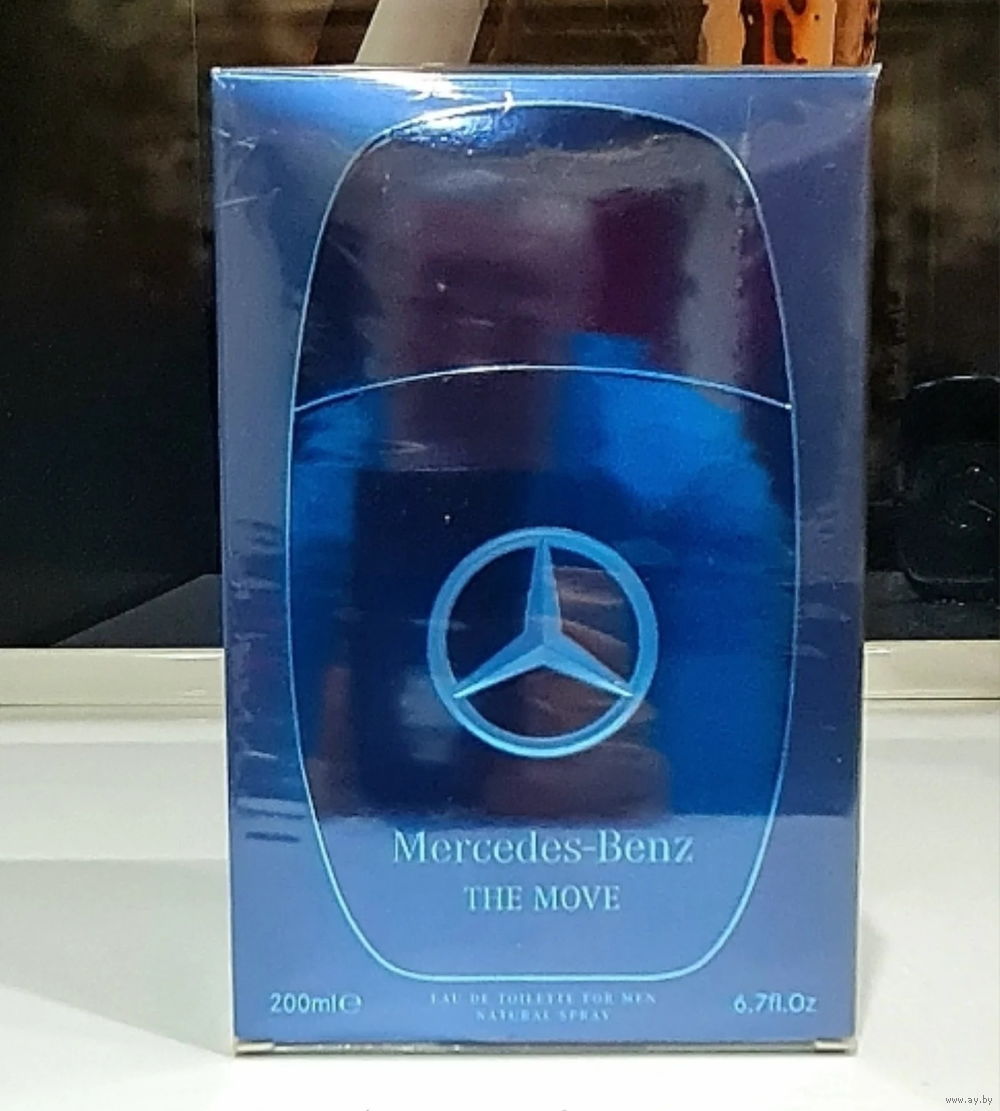 Mercedes-Benz
THE MOVE
200ml℮
EAU DE TOILETTE FOR MEN
NATURAL SPRAY
6.7fl.Oz
www.ay.by